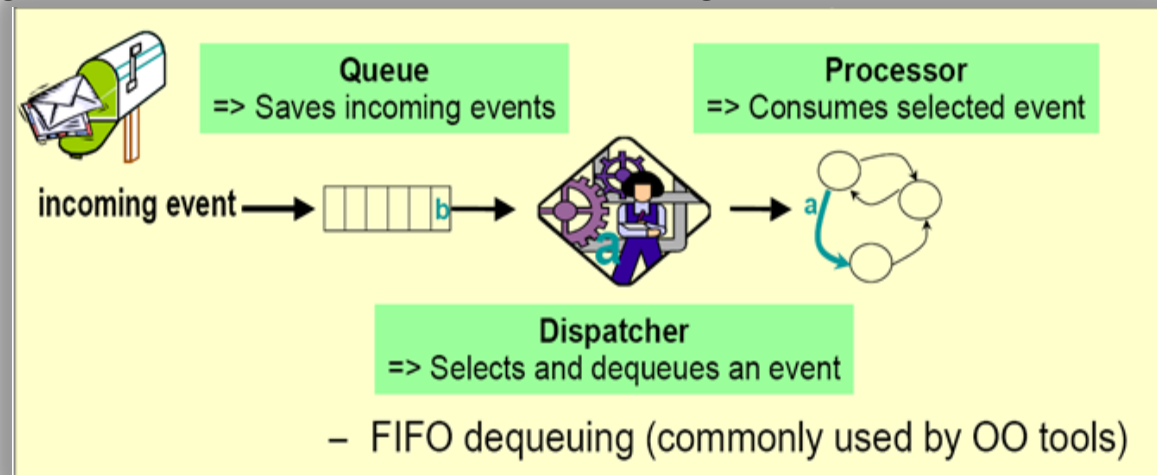 Queue
=> Saves incoming events
Processor
=> Consumes selected event
incoming event
b
a
a
Dispatcher
=> Selects and dequeues an event
– FIFO dequeuing (commonly used by OO tools)